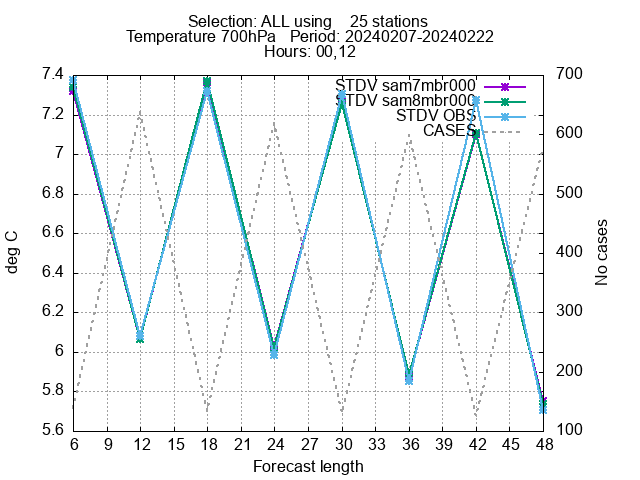 Selection: ALL using    25 stations
Temperature 700hPa   Period: 20240207-20240222
Hours: 00,12
STDV sam7mbr000
STDV sam8mbr000
STDV OBS
CASES
7.4
7.2
7
6.8
6.6
6.4
6.2
6
5.8
5.6
deg C
700
600
500
400
300
200
100
No cases
6 9 12 15 18 21 24 27 30 33 36 39 42 45 48
Forecast length